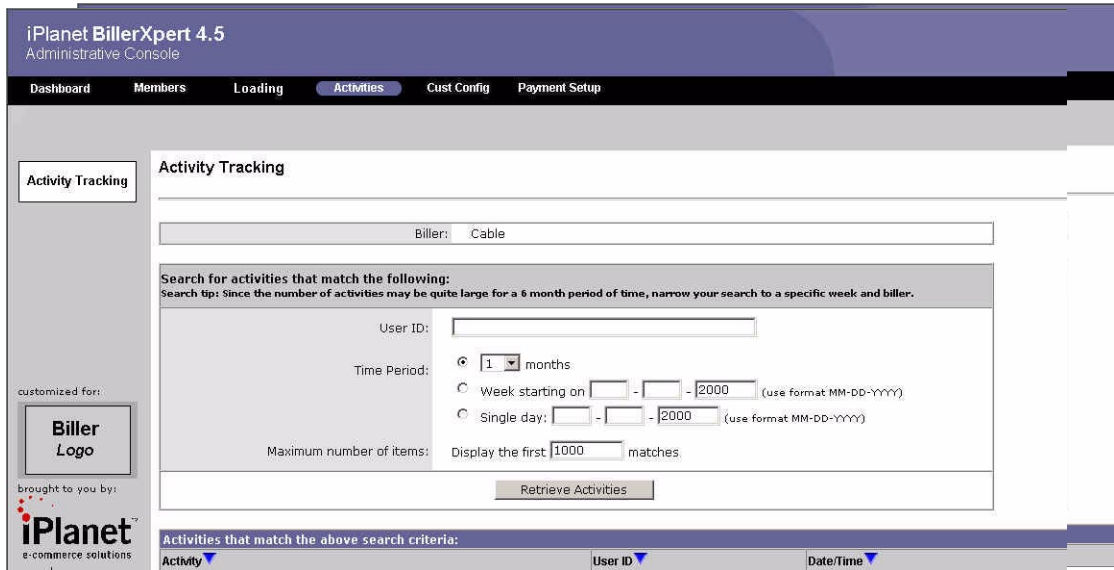 iPlanet BillerXpert 4.5
Administrative Console
Dashboard Members Loading Activities Cust Config Payment Setup
Activity Tracking
Activity Tracking
Biller: Cable
Search for activities that match the following:
Search tip: Since the number of activities may be quite large for a 6 month period of time, narrow your search to a specific week and biller.
User ID:
Time Period:
1 months
Week starting on - - 2000 (use format MM-DD-YYYY)
Single day: - - 2000 (use format MM-DD-YYYY)
Maximum number of items: Display the first 1000 matches
Retrieve Activities
customized for:
Biller
Logo
brought to you by:
iPlanet™
e-commerce solutions
Activities that match the above search criteria:
Activity User ID Date/Time